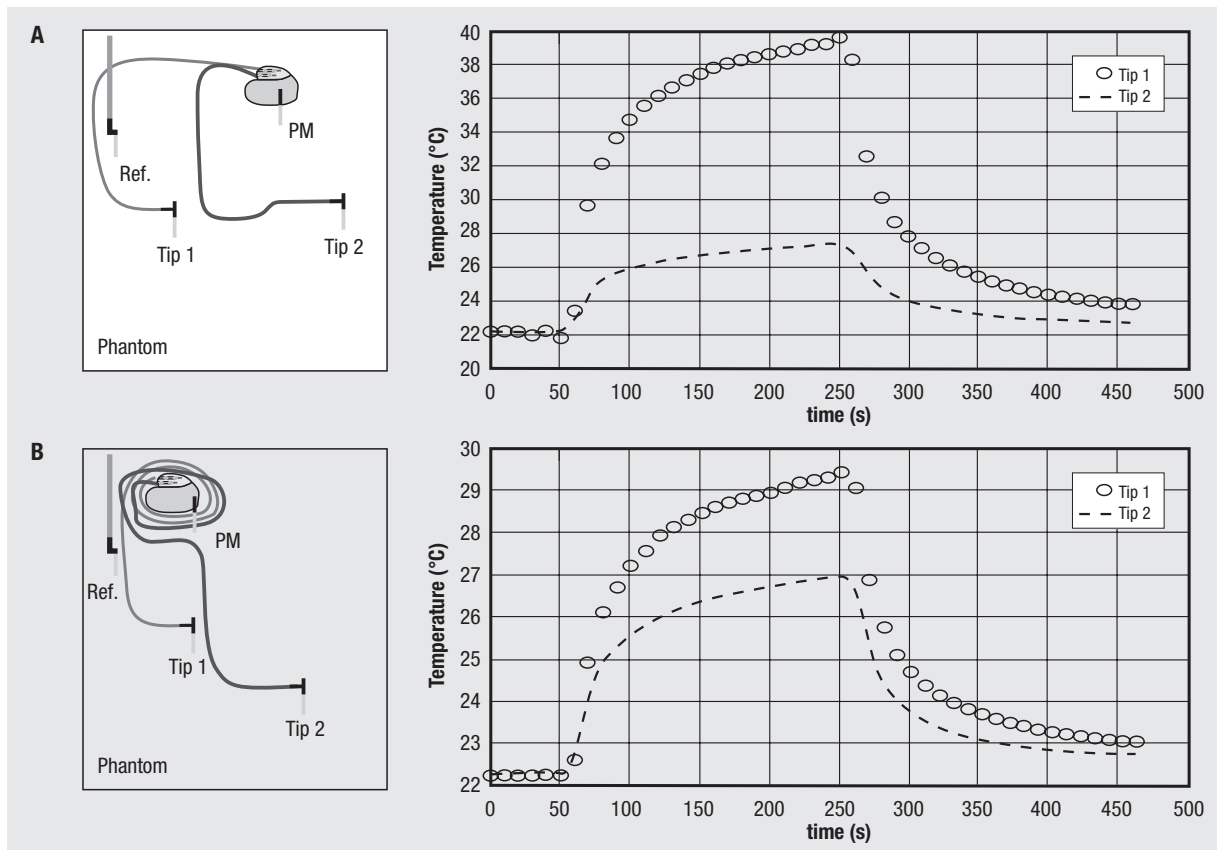 A
Ref.
PM
Tip 1
Tip 2
Phantom
Temperature (°C)
40
38
36
34
32
30
28
26
24
22
20
0 50 100 150 200 250 300 350 400 450 500
time (s)
Tip 1
Tip 2
B
PM
Ref.
Tip 1
Tip 2
Phantom
Temperature (°C)
30
29
28
27
26
25
24
23
22
0 50 100 150 200 250 300 350 400 450 500
time (s)
Tip 1
Tip 2